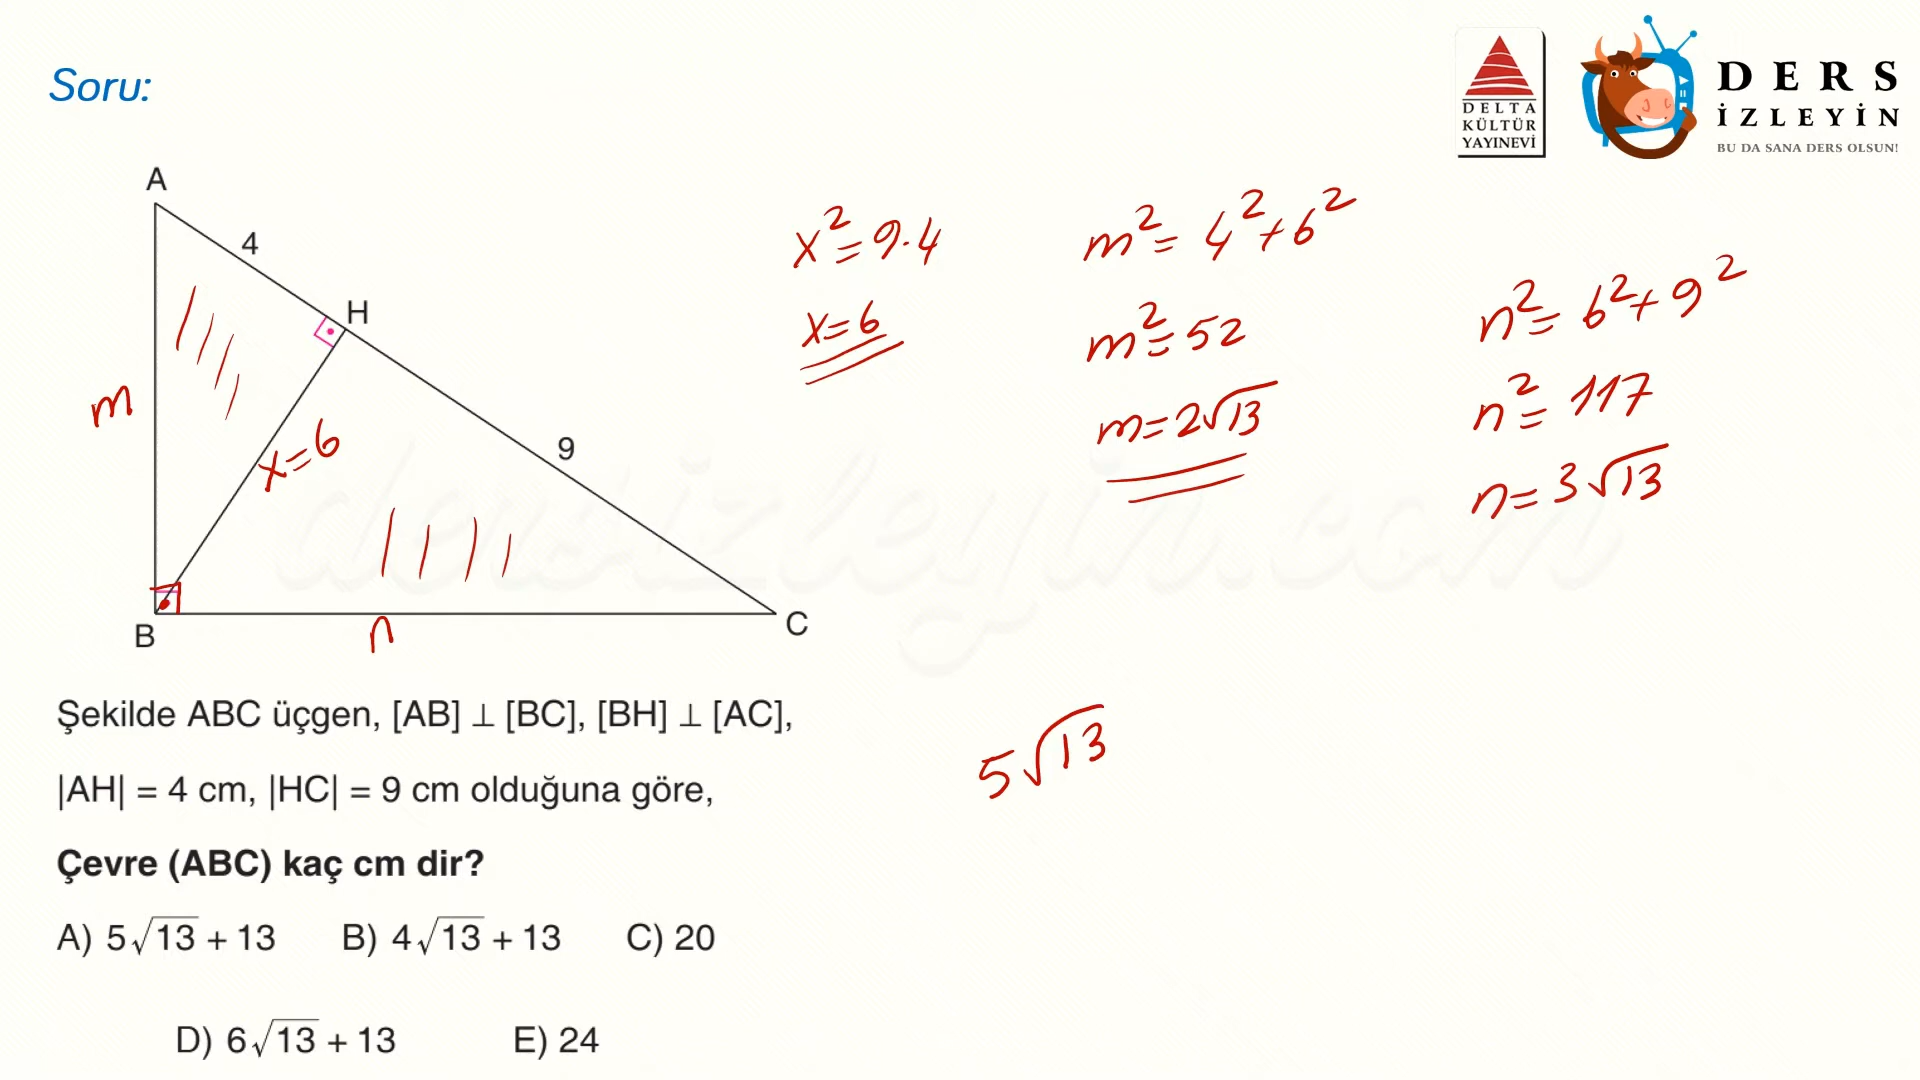 Soru:
DELTA
KÜLTÜR
YAYINEVİ
DERS
İZLEYİN
BU DA SANA DERS OLSUN!
A
4
H
m
x=6
9
B
n
C
x²=9.4
x=6
m²=4²+6²
m²=52
m=2√13
n²=6²+9²
n²=117
n=3√13
dersizleyin.com
Şekilde ABC üçgen, [AB] ⊥ [BC], [BH] ⊥ [AC],
|AH| = 4 cm, |HC| = 9 cm olduğuna göre,
5√13
Çevre (ABC) kaç cm dir?
A) 5√13 + 13 B) 4√13 + 13 C) 20
D) 6√13 + 13 E) 24